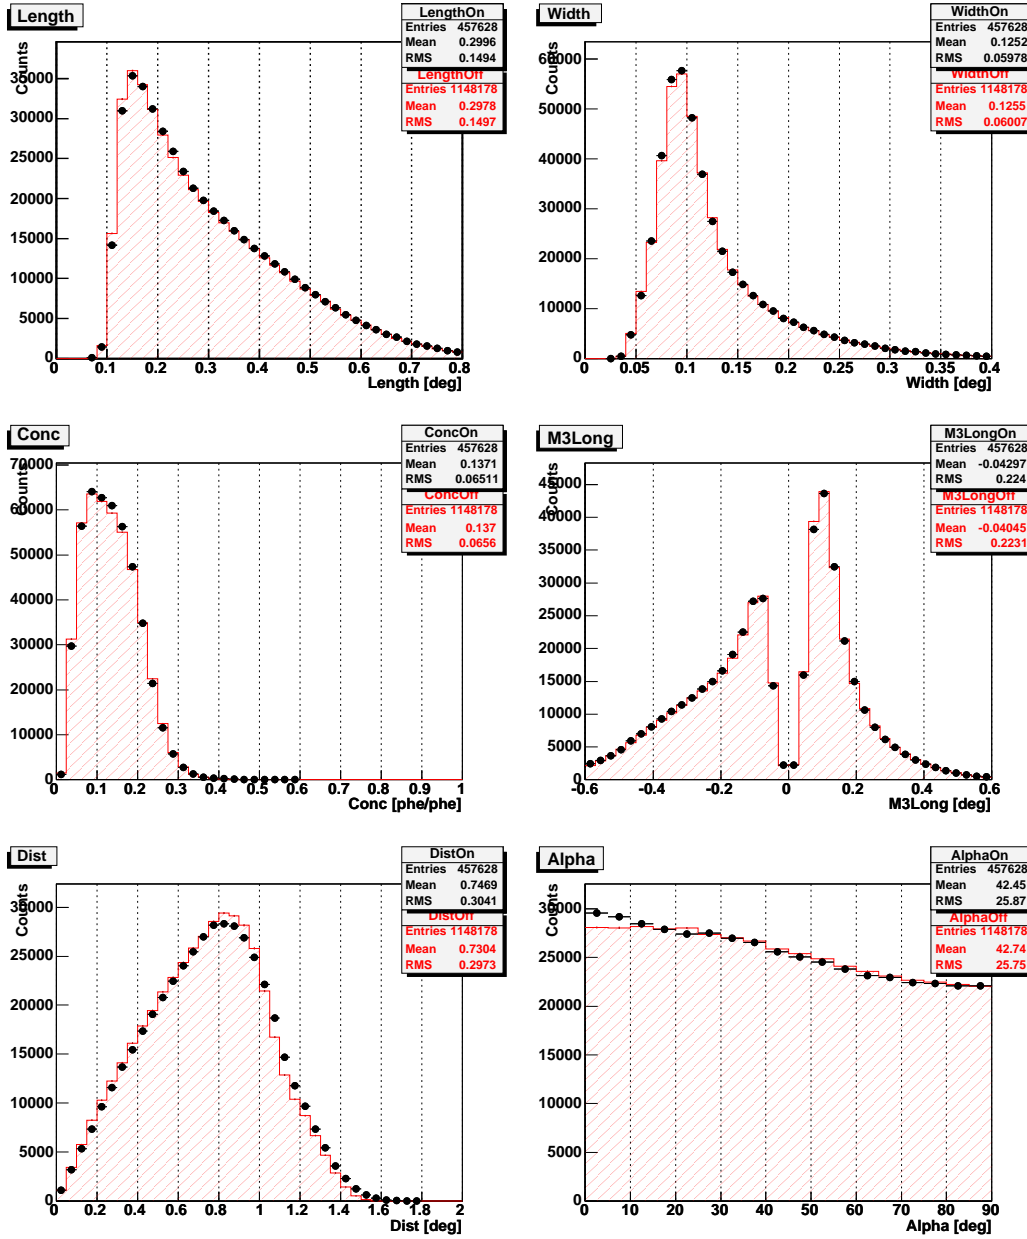 Length
LengthOn
Entries 457628
Mean 0.2996
RMS 0.1494
LengthOff
Entries 1148178
Mean 0.2978
RMS 0.1497
Counts
35000
30000
25000
20000
15000
10000
5000
0
0 0.1 0.2 0.3 0.4 0.5 0.6 0.7 0.8
Length [deg]
Width
WidthOn
Entries 457628
Mean 0.1252
RMS 0.05978
WidthOff
Entries 1148178
Mean 0.1255
RMS 0.06007
Counts
60000
50000
40000
30000
20000
10000
0
0 0.05 0.1 0.15 0.2 0.25 0.3 0.35 0.4
Width [deg]
Conc
ConcOn
Entries 457628
Mean 0.1371
RMS 0.06511
ConcOff
Entries 1148178
Mean 0.137
RMS 0.0656
Counts
70000
60000
50000
40000
30000
20000
10000
0
0 0.1 0.2 0.3 0.4 0.5 0.6 0.7 0.8 0.9 1
Conc [phe/phe]
M3Long
M3LongOn
Entries 457628
Mean -0.04297
RMS 0.224
M3LongOff
Entries 1148178
Mean -0.04045
RMS 0.2231
Counts
45000
40000
35000
30000
25000
20000
15000
10000
5000
0
-0.6 -0.4 -0.2 0 0.2 0.4 0.6
M3Long [deg]
Dist
DistOn
Entries 457628
Mean 0.7469
RMS 0.3041
DistOff
Entries 1148178
Mean 0.7304
RMS 0.2973
Counts
30000
25000
20000
15000
10000
5000
0
0 0.2 0.4 0.6 0.8 1 1.2 1.4 1.6 1.8 2
Dist [deg]
Alpha
AlphaOn
Entries 457628
Mean 42.45
RMS 25.87
AlphaOff
Entries 1148178
Mean 42.74
RMS 25.75
Counts
30000
25000
20000
15000
10000
5000
0
0 10 20 30 40 50 60 70 80 90
Alpha [deg]